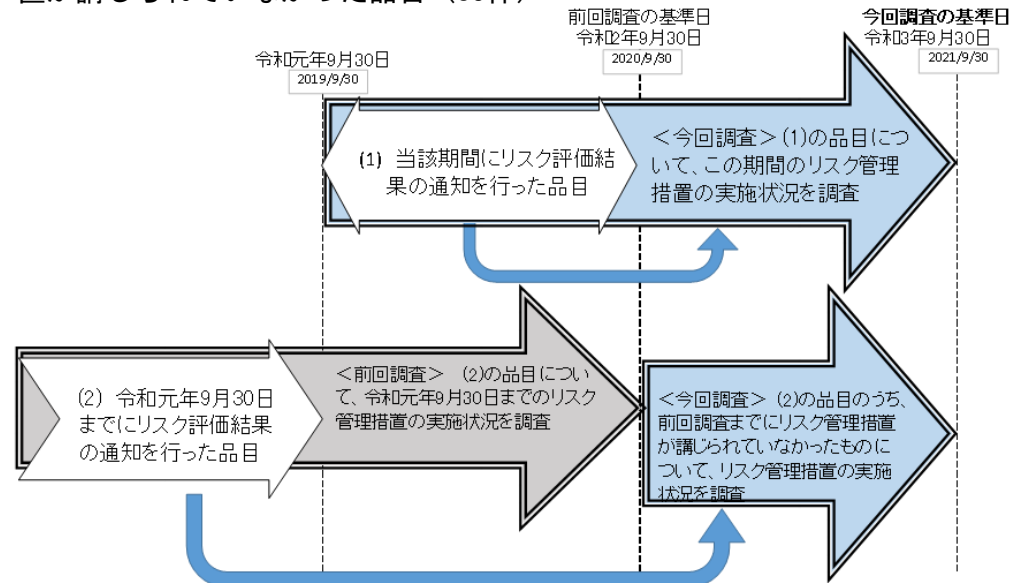 前回調査の基準日
今回調査の基準日
令和元年9月30日
2019/9/30
令和2年9月30日
2020/9/30
令和3年9月30日
2021/9/30
(1) 当該期間にリスク評価結
果の通知を行った品目
<今回調査>(1)の品目につ
いて、この期間のリスク管理
措置の実施状況を調査
(2) 令和元年9月30日
までにリスク評価結果
の通知を行った品目
<前回調査> (2)の品目につい
て、令和元年9月30日までのリスク
管理措置の実施状況を調査
<今回調査>(2)の品目のうち、
前回調査までにリスク管理措置
が講じられていなかったものに
ついて、リスク管理措置の実施
状況を調査